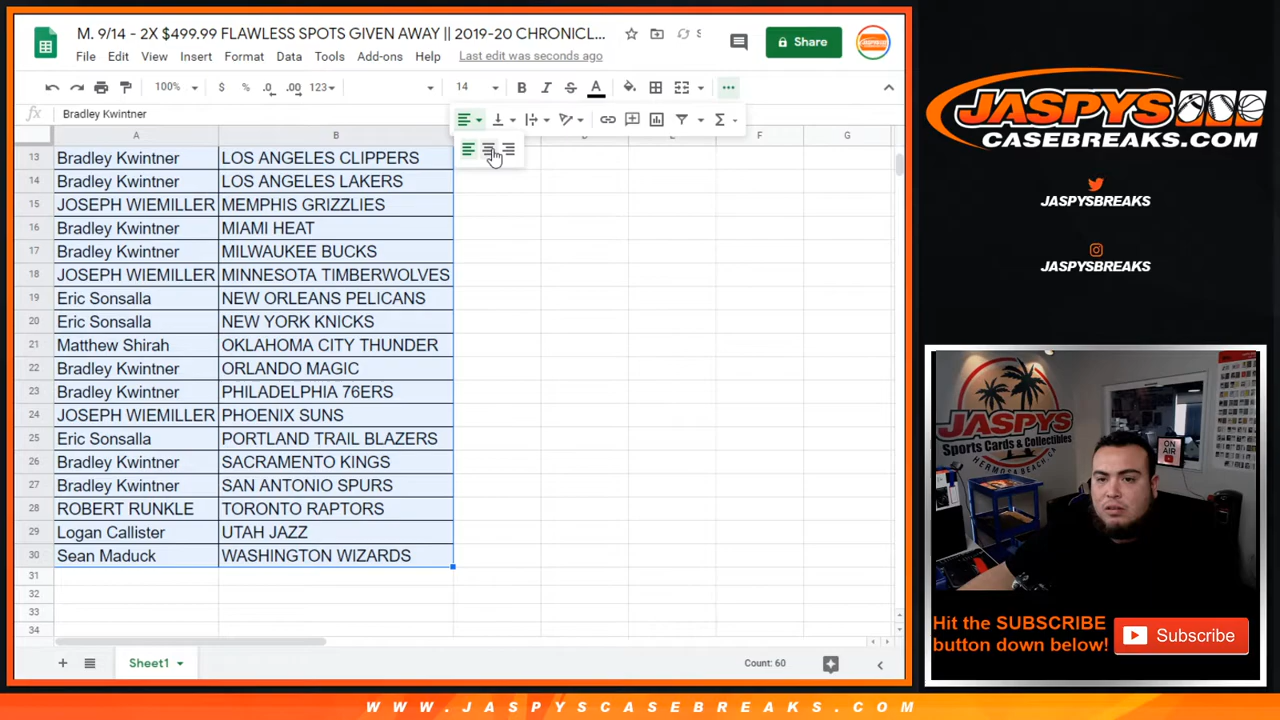 M. 9/14 - 2X $499.99 FLAWLESS SPOTS GIVEN AWAY || 2019-20 CHRONICL... S
Share
File Edit View Insert Format Data Tools Add-ons Help Last edit was seconds ago
100% $ % .0 .00 123 14 B I S A
fx Bradley Kwintner
A B F G
13 Bradley Kwintner LOS ANGELES CLIPPERS
14 Bradley Kwintner LOS ANGELES LAKERS
15 JOSEPH WIEMILLER MEMPHIS GRIZZLIES
16 Bradley Kwintner MIAMI HEAT
17 Bradley Kwintner MILWAUKEE BUCKS
18 JOSEPH WIEMILLER MINNESOTA TIMBERWOLVES
19 Eric Sonsalla NEW ORLEANS PELICANS
20 Eric Sonsalla NEW YORK KNICKS
21 Matthew Shirah OKLAHOMA CITY THUNDER
22 Bradley Kwintner ORLANDO MAGIC
23 Bradley Kwintner PHILADELPHIA 76ERS
24 JOSEPH WIEMILLER PHOENIX SUNS
25 Eric Sonsalla PORTLAND TRAIL BLAZERS
26 Bradley Kwintner SACRAMENTO KINGS
27 Bradley Kwintner SAN ANTONIO SPURS
28 ROBERT RUNKLE TORONTO RAPTORS
29 Logan Callister UTAH JAZZ
30 Sean Maduck WASHINGTON WIZARDS
31
32
33
34
Sheet1
Count: 60
JASPYS
CASEBREAKS.COM
JASPYSBREAKS
JASPYSBREAKS
JASPYS
Sports Cards & Collectibles
HERMOSA BEACH CA
ON AIR
Hit the SUBSCRIBE
button down below!
Subscribe
WWW.JASPYSCASEBREAKS.COM